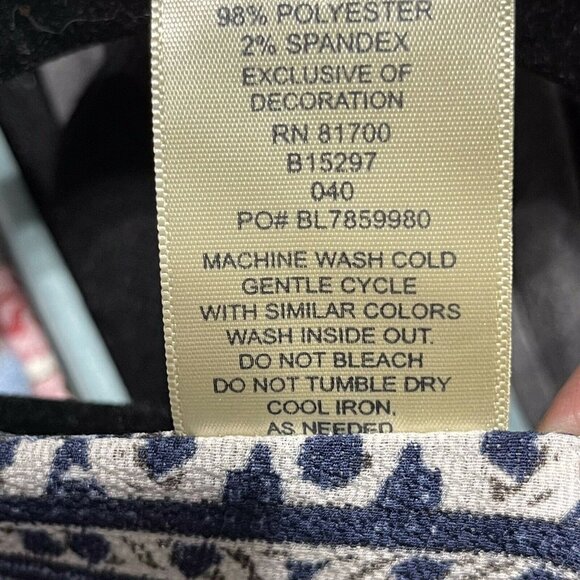 98% POLYESTER
2% SPANDEX
EXCLUSIVE OF
DECORATION
RN 81700
B15297
040
PO# BL7859980
MACHINE WASH COLD
GENTLE CYCLE
WITH SIMILAR COLORS
WASH INSIDE OUT.
DO NOT BLEACH
DO NOT TUMBLE DRY
COOL IRON,
AS NEEDED